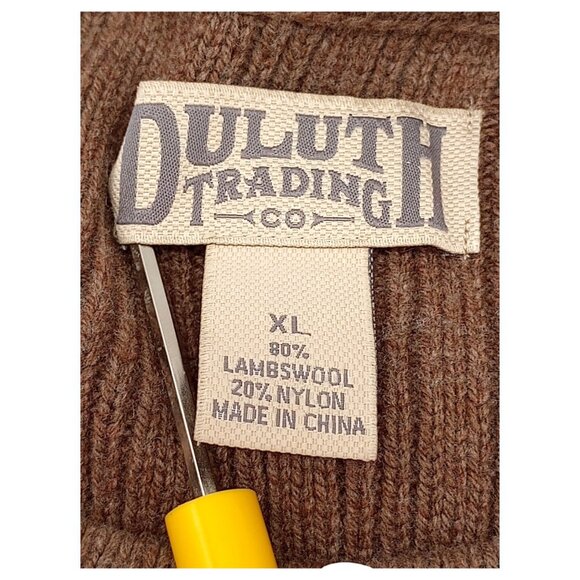 DULUTH
TRADING
CO
XL
80%
LAMBSWOOL
20% NYLON
MADE IN CHINA